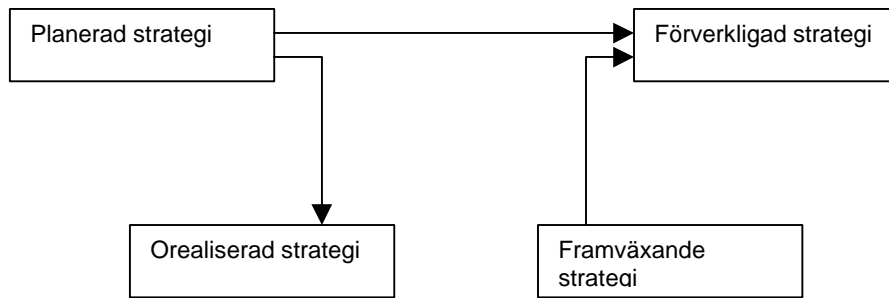 Planerad strategi
Förverkligad strategi
Orealiserad strategi
Framväxande
strategi